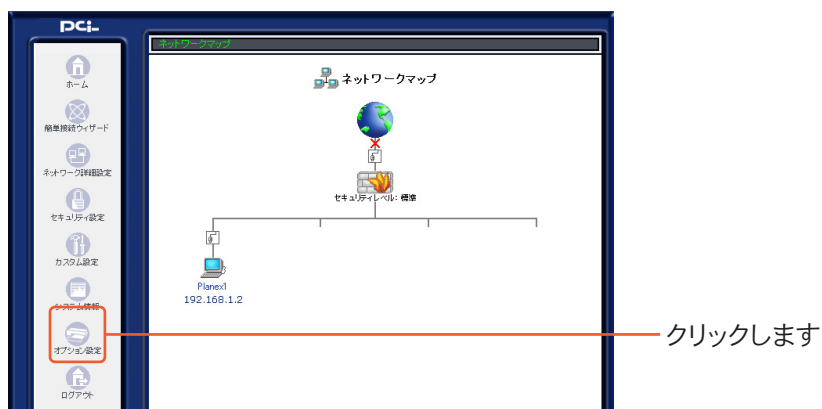 PCi
ネットワークマップ
ネットワークマップ
ホーム
簡単接続ウィザード
ネットワーク詳細設定
セキュリティ設定
カスタム設定
システム情報
オプション設定
ログアウト
セキュリティレベル: 標準
Planex1
192.168.1.2
クリックします